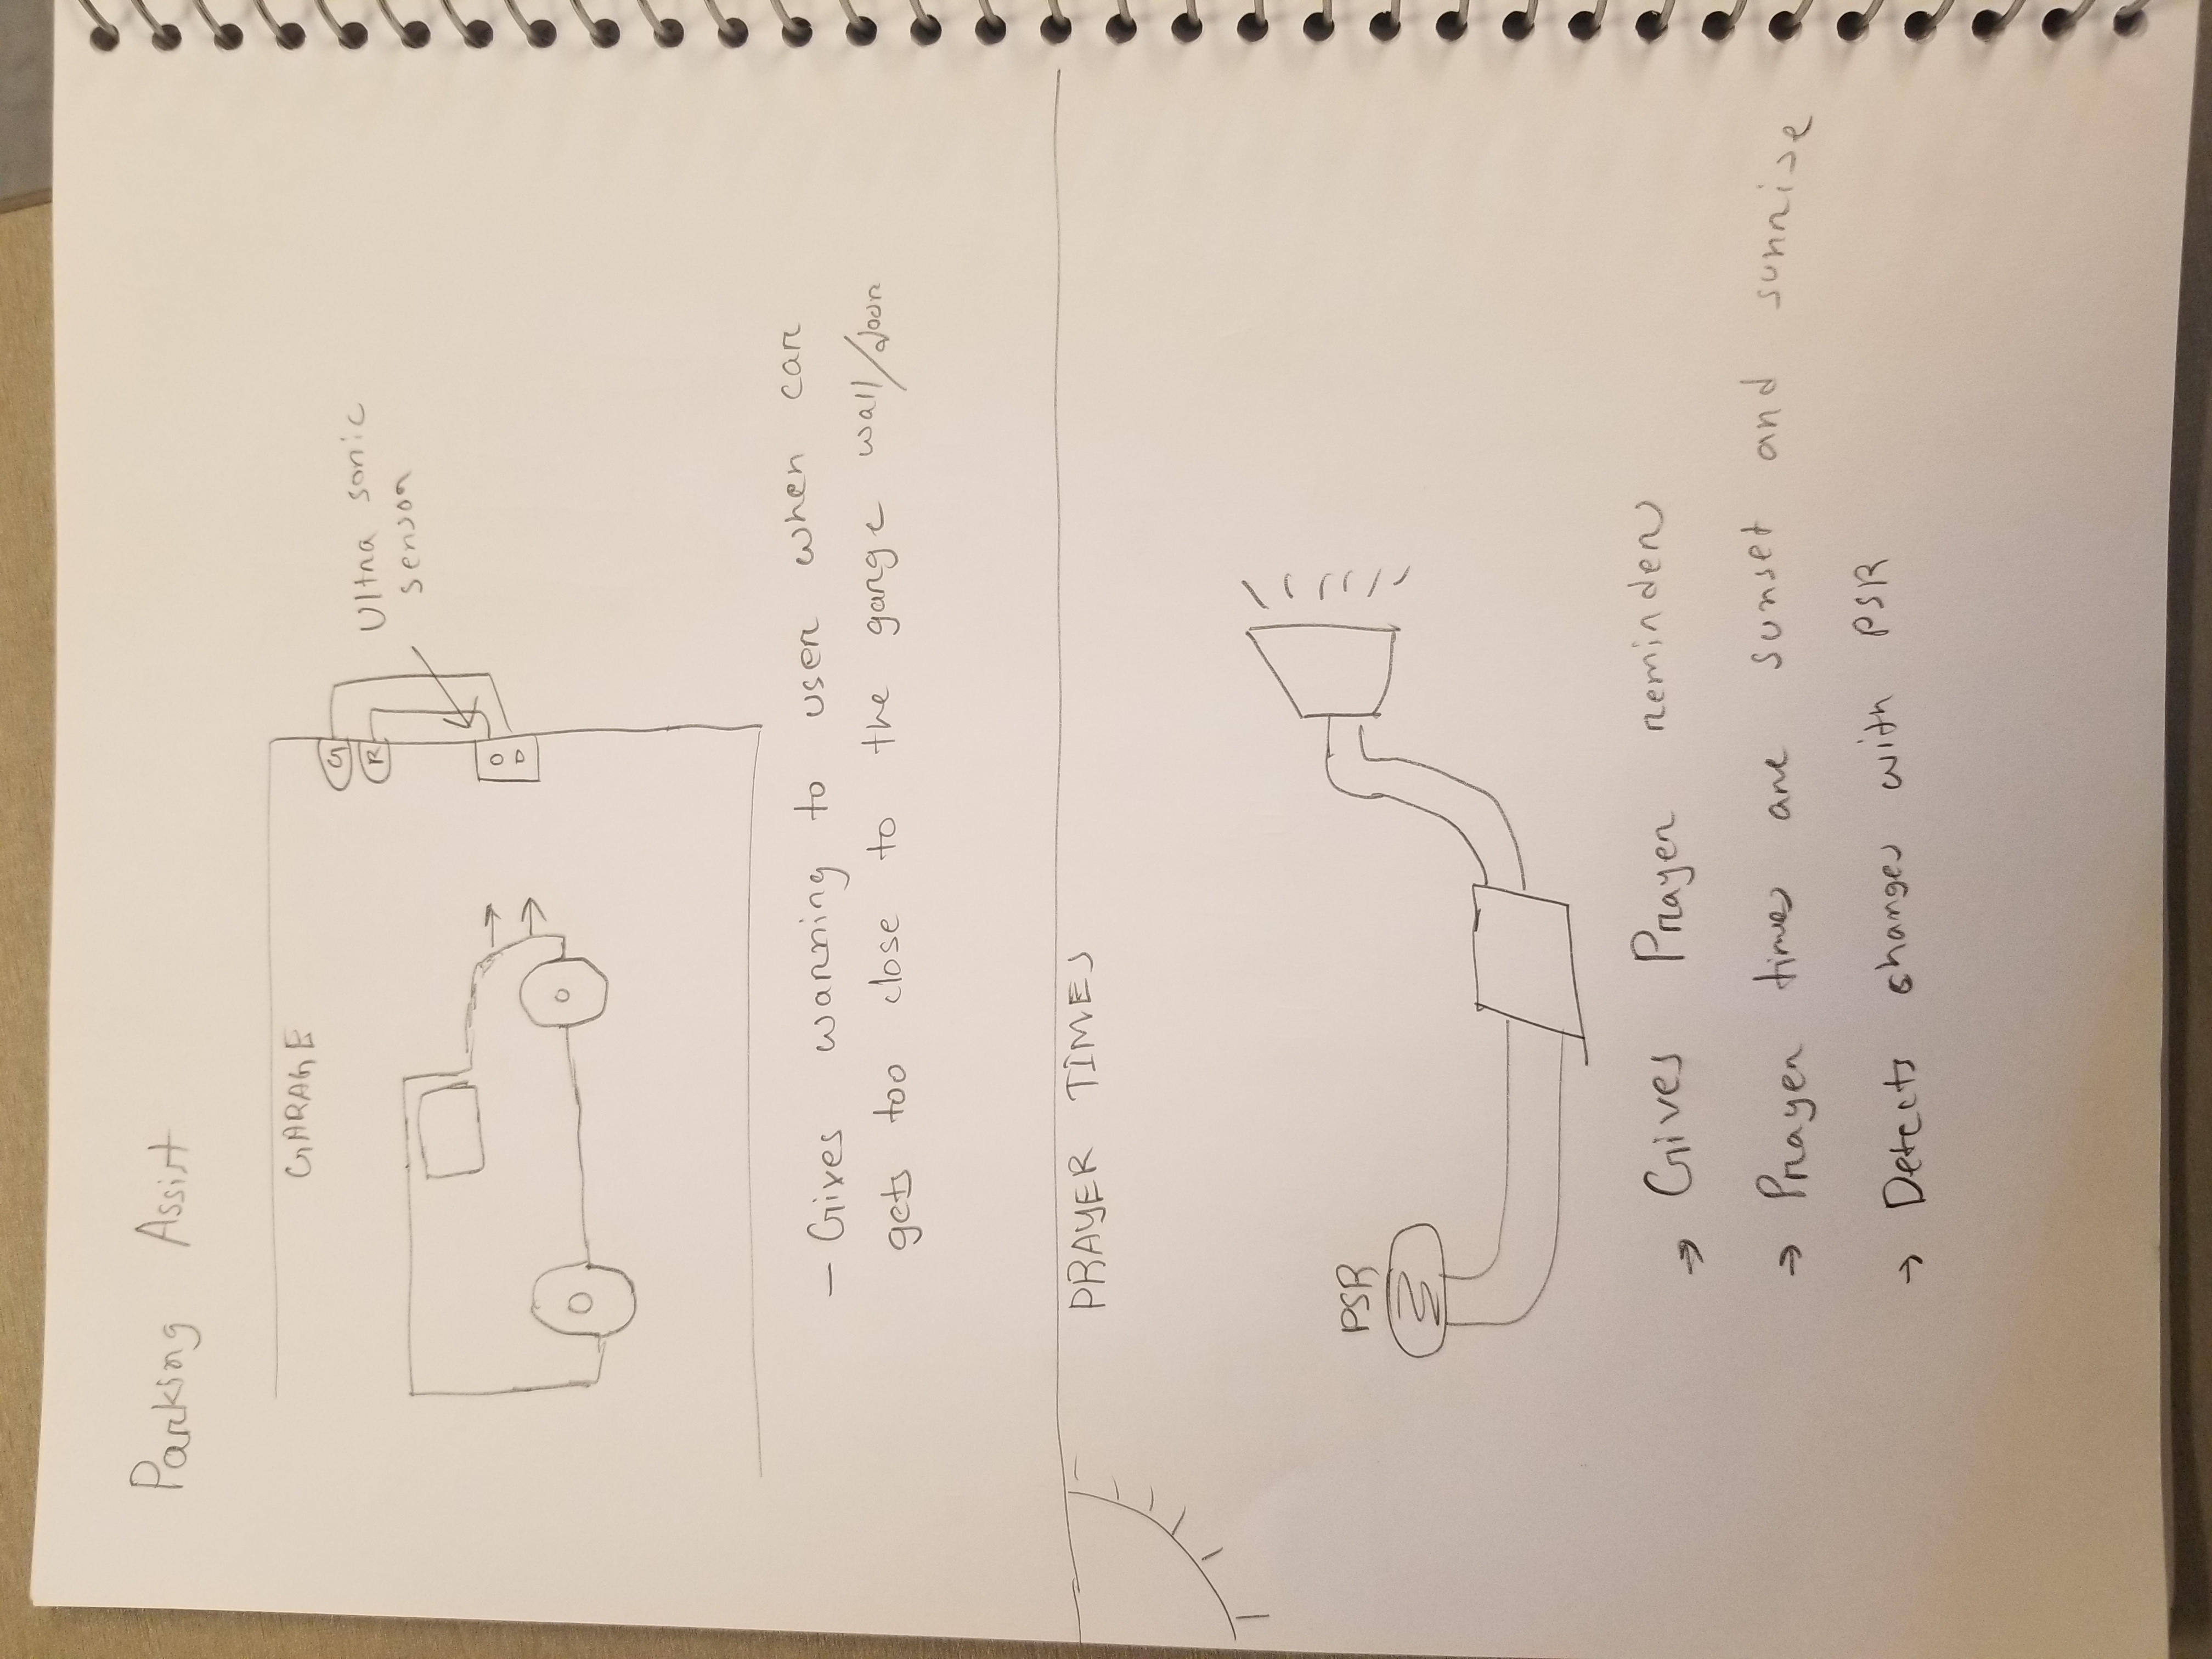 Parking Assist
GARAGE
G
R
Ultra sonic
sensor
- Gives warning to user when car
gets too close to the garge wall/door
PRAYER TIMES
PSR
→ Gives Prayer reminders
→ Prayer times are sunset and sunrise
→ Detects changes with PSR